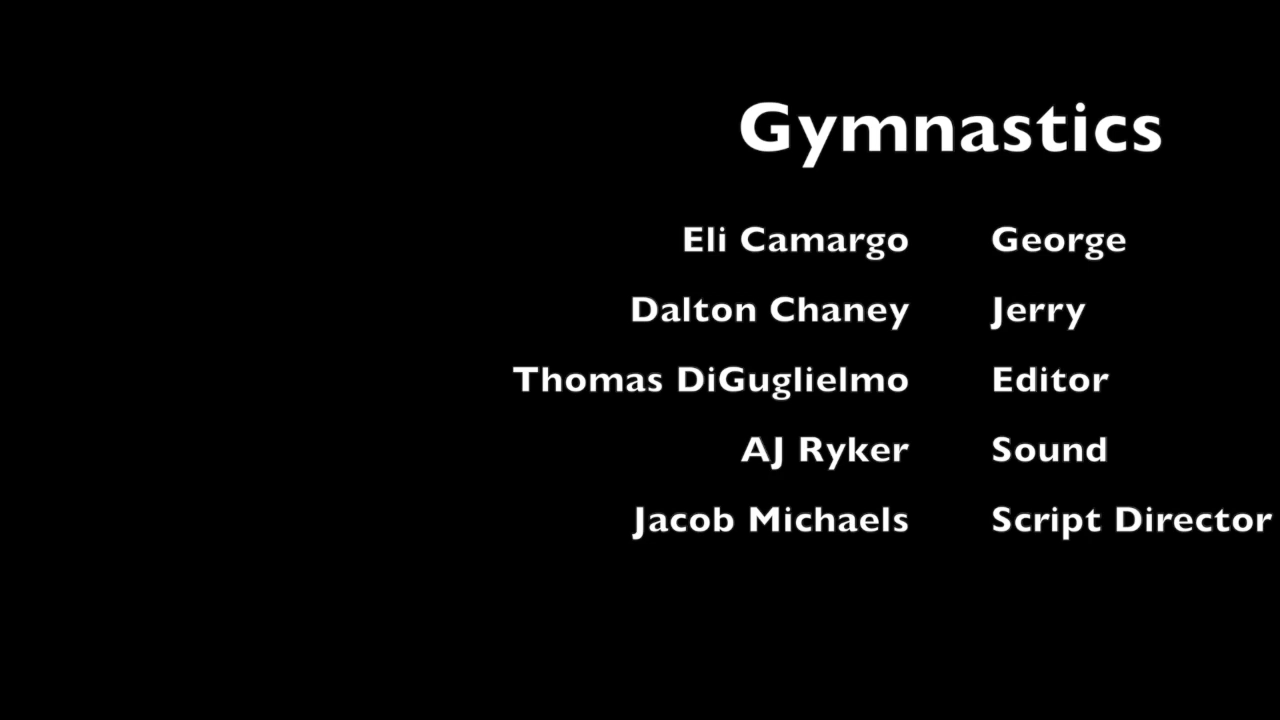 Gymnastics
Eli Camargo George
Dalton Chaney Jerry
Thomas DiGuglielmo Editor
AJ Ryker Sound
Jacob Michaels Script Director